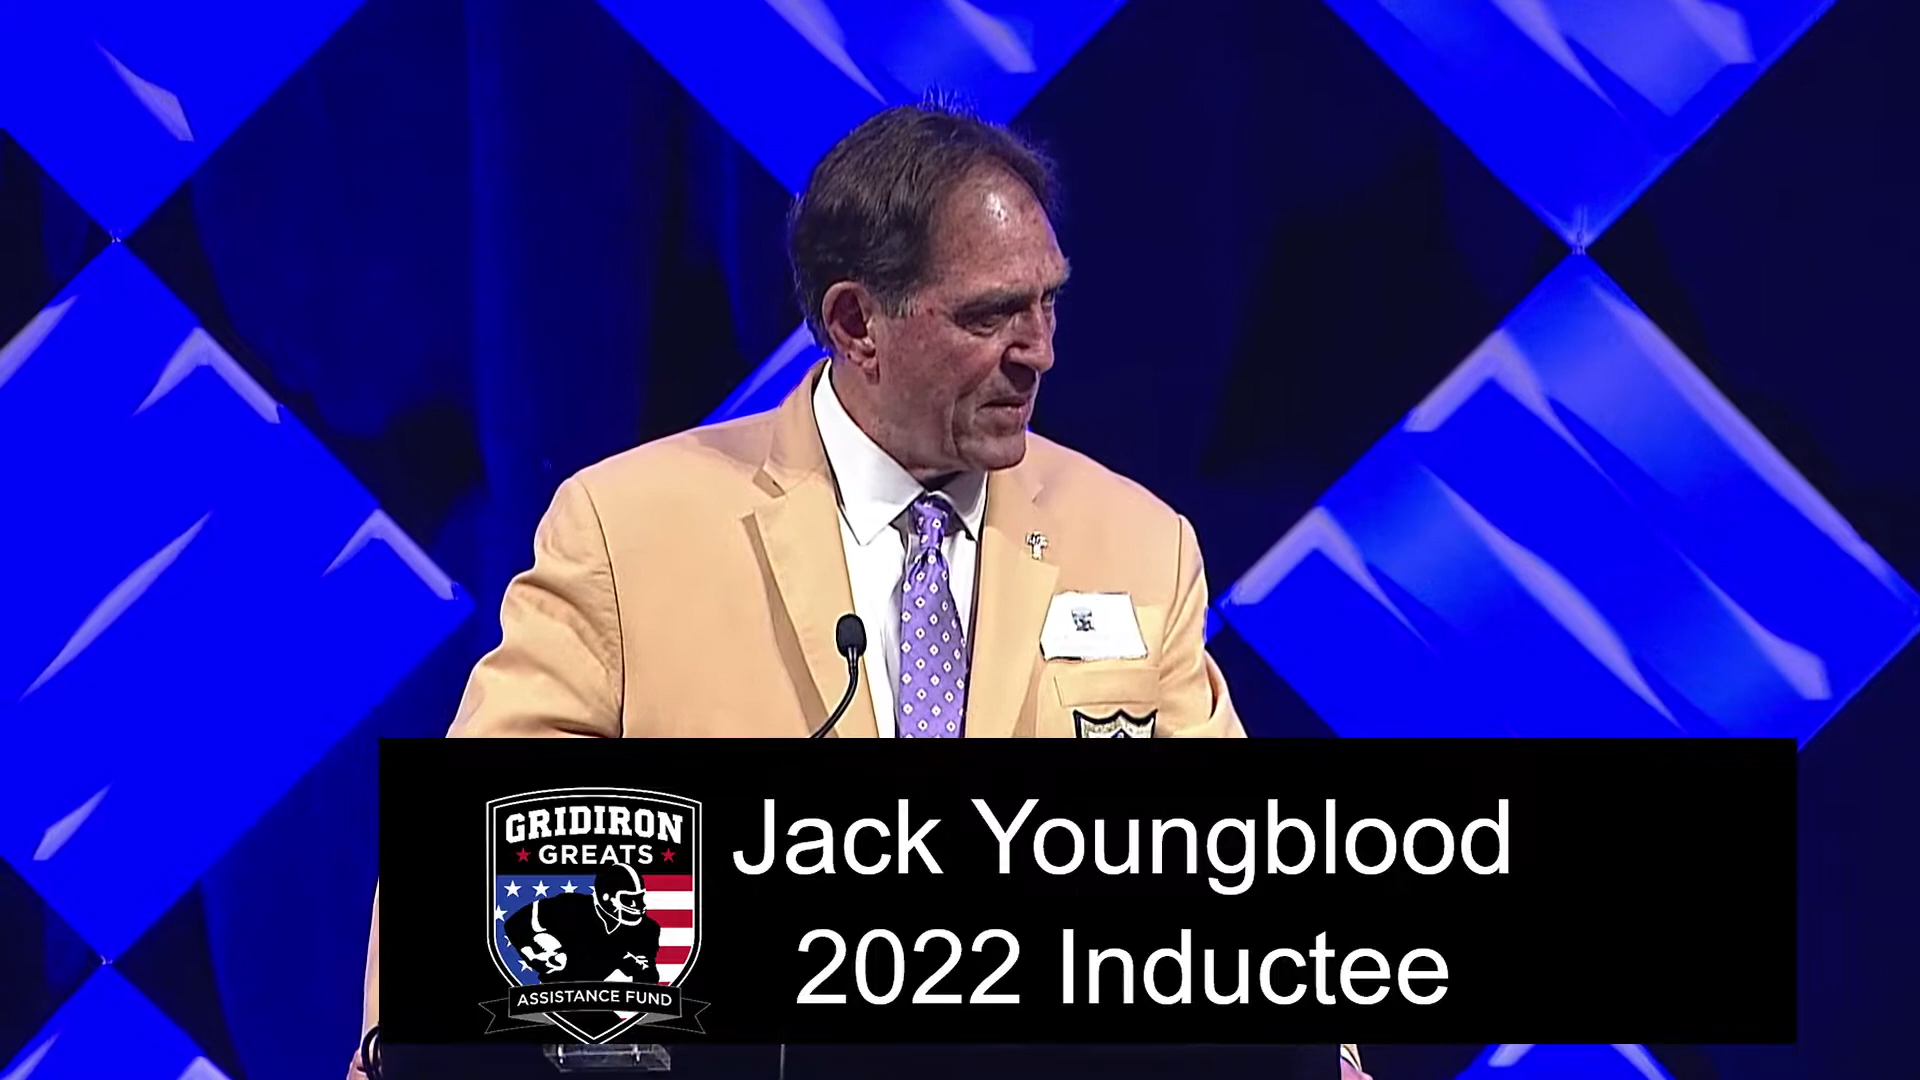 GRIDIRON
GREATS
ASSISTANCE FUND
Jack Youngblood
2022 Inductee